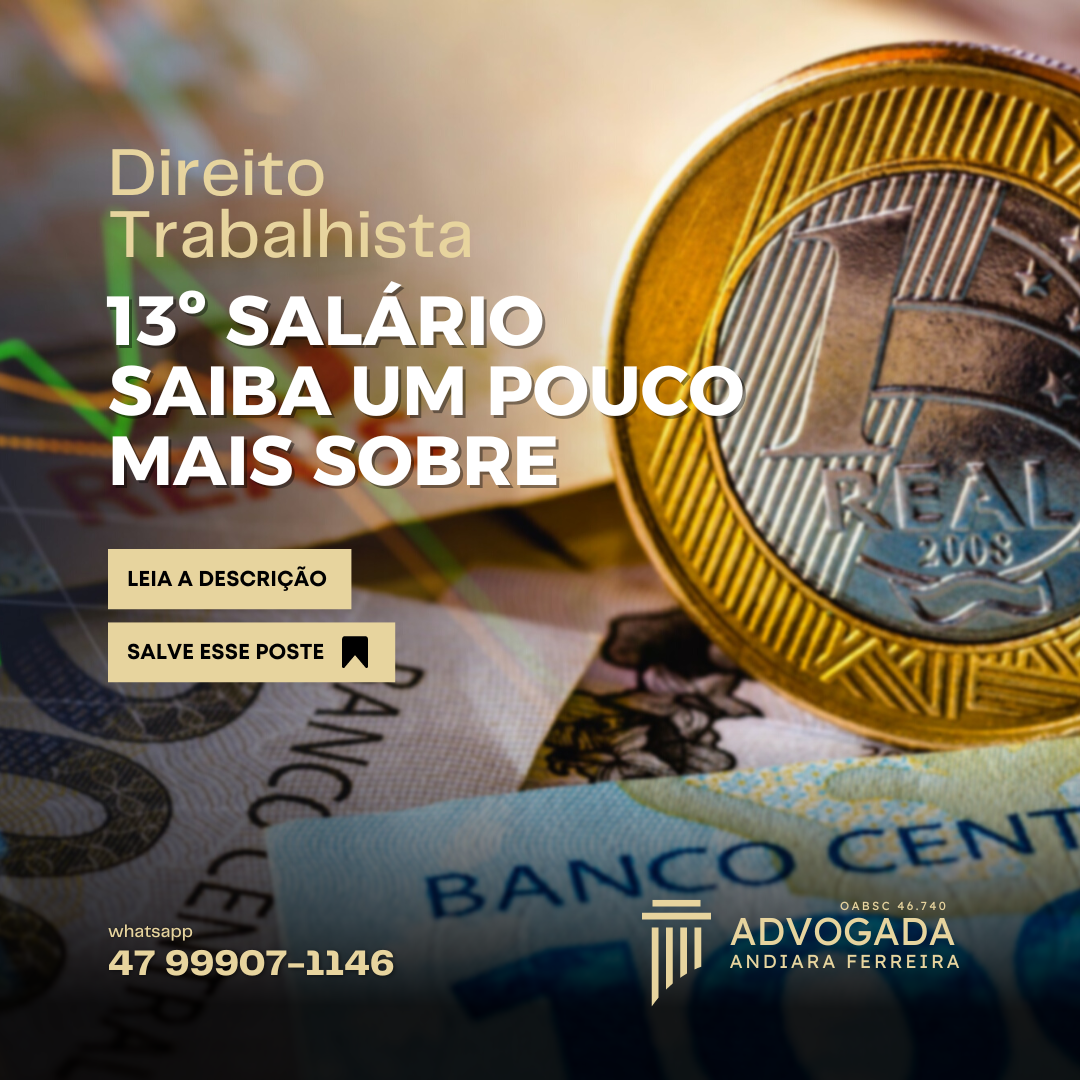 Direito
Trabalhista
13º SALÁRIO
SAIBA UM POUCO
MAIS SOBRE
REAL
2008
LEIA A DESCRIÇÃO
SALVE ESSE POSTE
BANCO CENTRAL
BANCO CENT
whatsapp
47 99907-1146
OABSC 46.740
ADVOGADA
ANDIARA FERREIRA